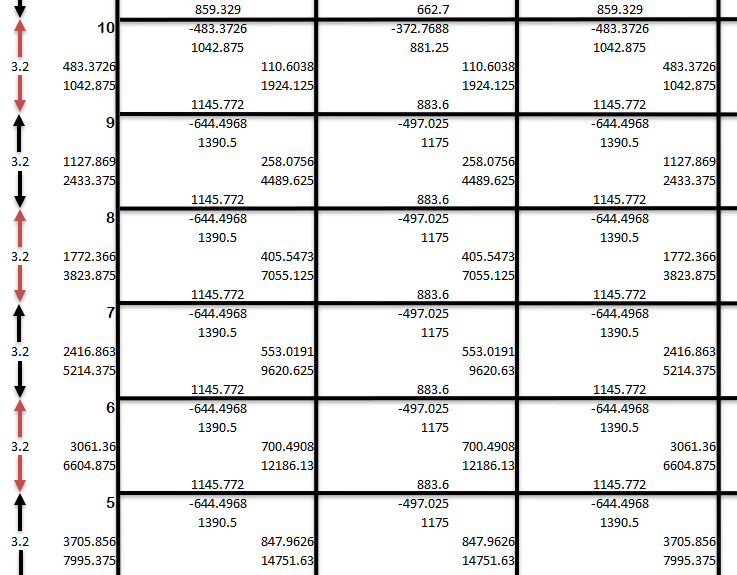 859.329 662.7 859.329
10 -483.3726 -372.7688 -483.3726
1042.875 881.25 1042.875
3.2 483.3726 110.6038 110.6038 483.3726
1042.875 1924.125 1924.125 1042.875
1145.772 883.6 1145.772
9 -644.4968 -497.025 -644.4968
1390.5 1175 1390.5
3.2 1127.869 258.0756 258.0756 1127.869
2433.375 4489.625 4489.625 2433.375
1145.772 883.6 1145.772
8 -644.4968 -497.025 -644.4968
1390.5 1175 1390.5
3.2 1772.366 405.5473 405.5473 1772.366
3823.875 7055.125 7055.125 3823.875
1145.772 883.6 1145.772
7 -644.4968 -497.025 -644.4968
1390.5 1175 1390.5
3.2 2416.863 553.0191 553.0191 2416.863
5214.375 9620.625 9620.63 5214.375
1145.772 883.6 1145.772
6 -644.4968 -497.025 -644.4968
1390.5 1175 1390.5
3.2 3061.36 700.4908 700.4908 3061.36
6604.875 12186.13 12186.13 6604.875
1145.772 883.6 1145.772
5 -644.4968 -497.025 -644.4968
1390.5 1175 1390.5
3.2 3705.856 847.9626 847.9626 3705.856
7995.375 14751.63 14751.63 7995.375